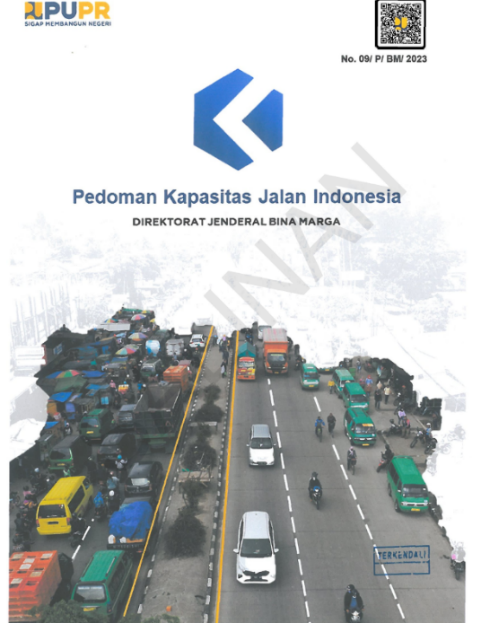 PUPR
SIGAP MEMBANGUN NEGERI
No. 09/ P/ BM/ 2023
Pedoman Kapasitas Jalan Indonesia
DIREKTORAT JENDERAL BINA MARGA
TERKENDALI